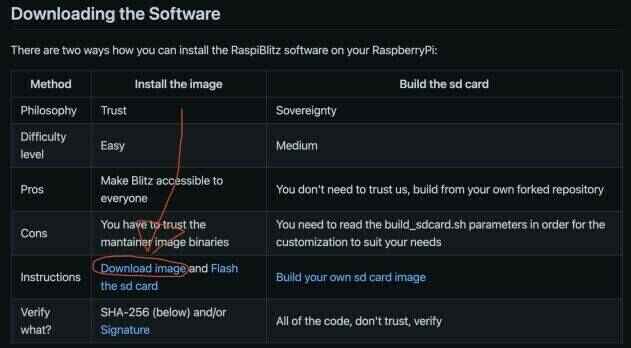 Downloading the Software
There are two ways how you can install the RaspiBlitz software on your RaspberryPi:
Method Install the image Build the sd card
Philosophy Trust Sovereignty
Difficulty
level Easy Medium
Pros Make Blitz accessible to
everyone You don't need to trust us, build from your own forked repository
Cons You have to trust the
mantainer image binaries You need to read the build_sdcard.sh parameters in order for the
customization to suit your needs
Instructions Download image and Flash
the sd card Build your own sd card image
Verify
what? SHA-256 (below) and/or
Signature All of the code, don't trust, verify